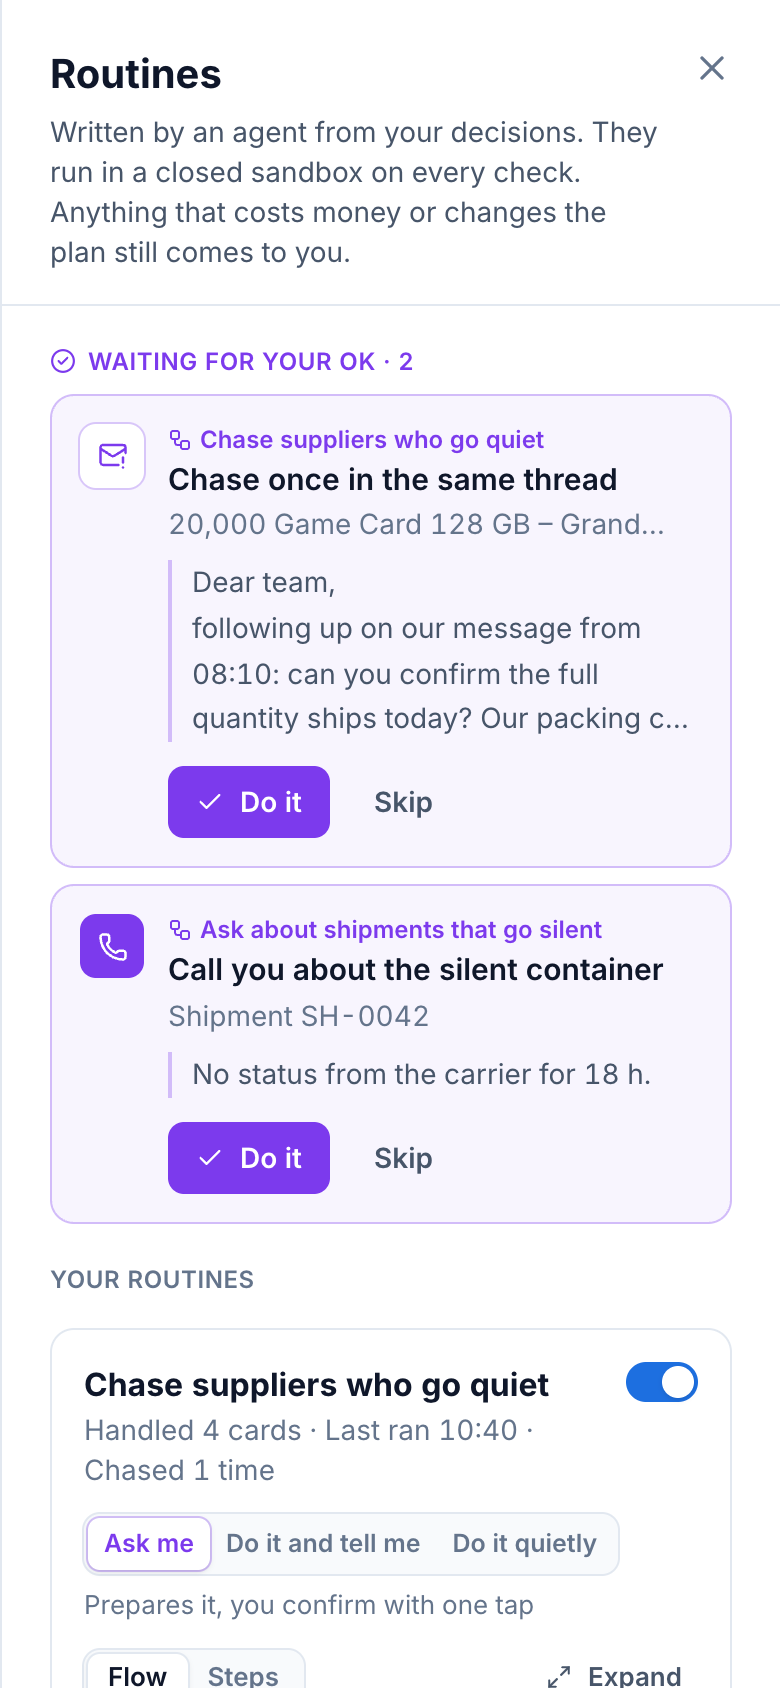 Routines
Written by an agent from your decisions. They
run in a closed sandbox on every check.
Anything that costs money or changes the
plan still comes to you.
WAITING FOR YOUR OK · 2
Chase suppliers who go quiet
Chase once in the same thread
20,000 Game Card 128 GB – Grand...
Dear team,
following up on our message from
08:10: can you confirm the full
quantity ships today? Our packing c...
Do it Skip
Ask about shipments that go silent
Call you about the silent container
Shipment SH-0042
No status from the carrier for 18 h.
Do it Skip
YOUR ROUTINES
Chase suppliers who go quiet
Handled 4 cards · Last ran 10:40 ·
Chased 1 time
Ask me Do it and tell me Do it quietly
Prepares it, you confirm with one tap
Flow Steps Expand